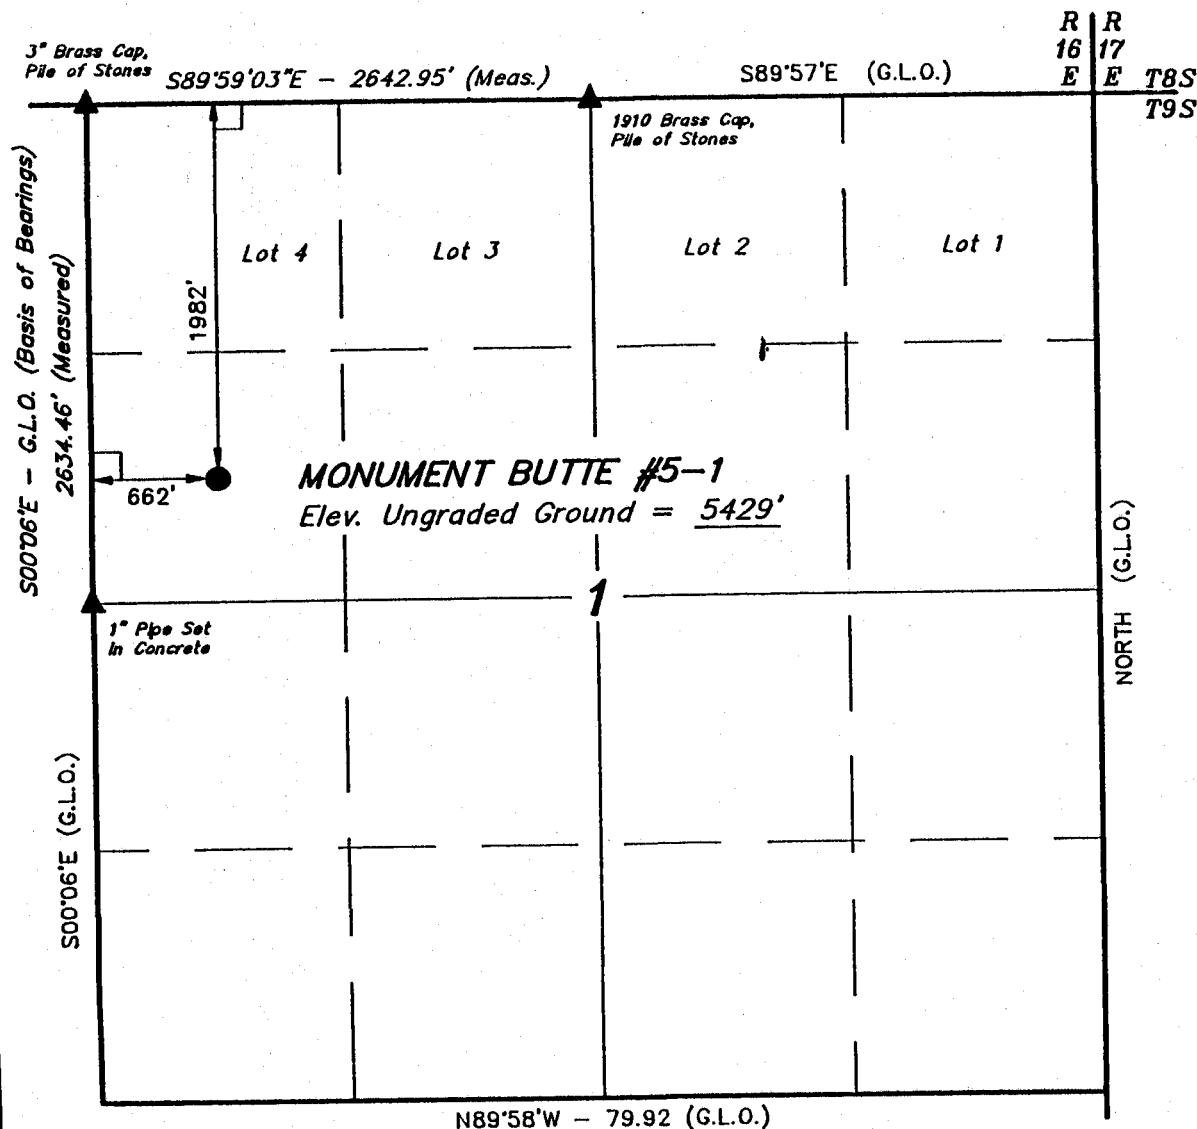 R R
16 17
E E T8S
T9S
3" Brass Cap,
Pile of Stones
S89°59'03"E - 2642.95' (Meas.)
S89°57'E (G.L.O.)
1910 Brass Cap,
Pile of Stones
S00°06'E - G.L.O. (Basis of Bearings)
2634.46' (Measured)
Lot 4
Lot 3
Lot 2
Lot 1
1982'
662'
MONUMENT BUTTE #5-1
Elev. Ungraded Ground = 5429'
1
1" Pipe Set
In Concrete
NORTH (G.L.O.)
S00°06'E (G.L.O.)
N89°58'W - 79.92 (G.L.O.)